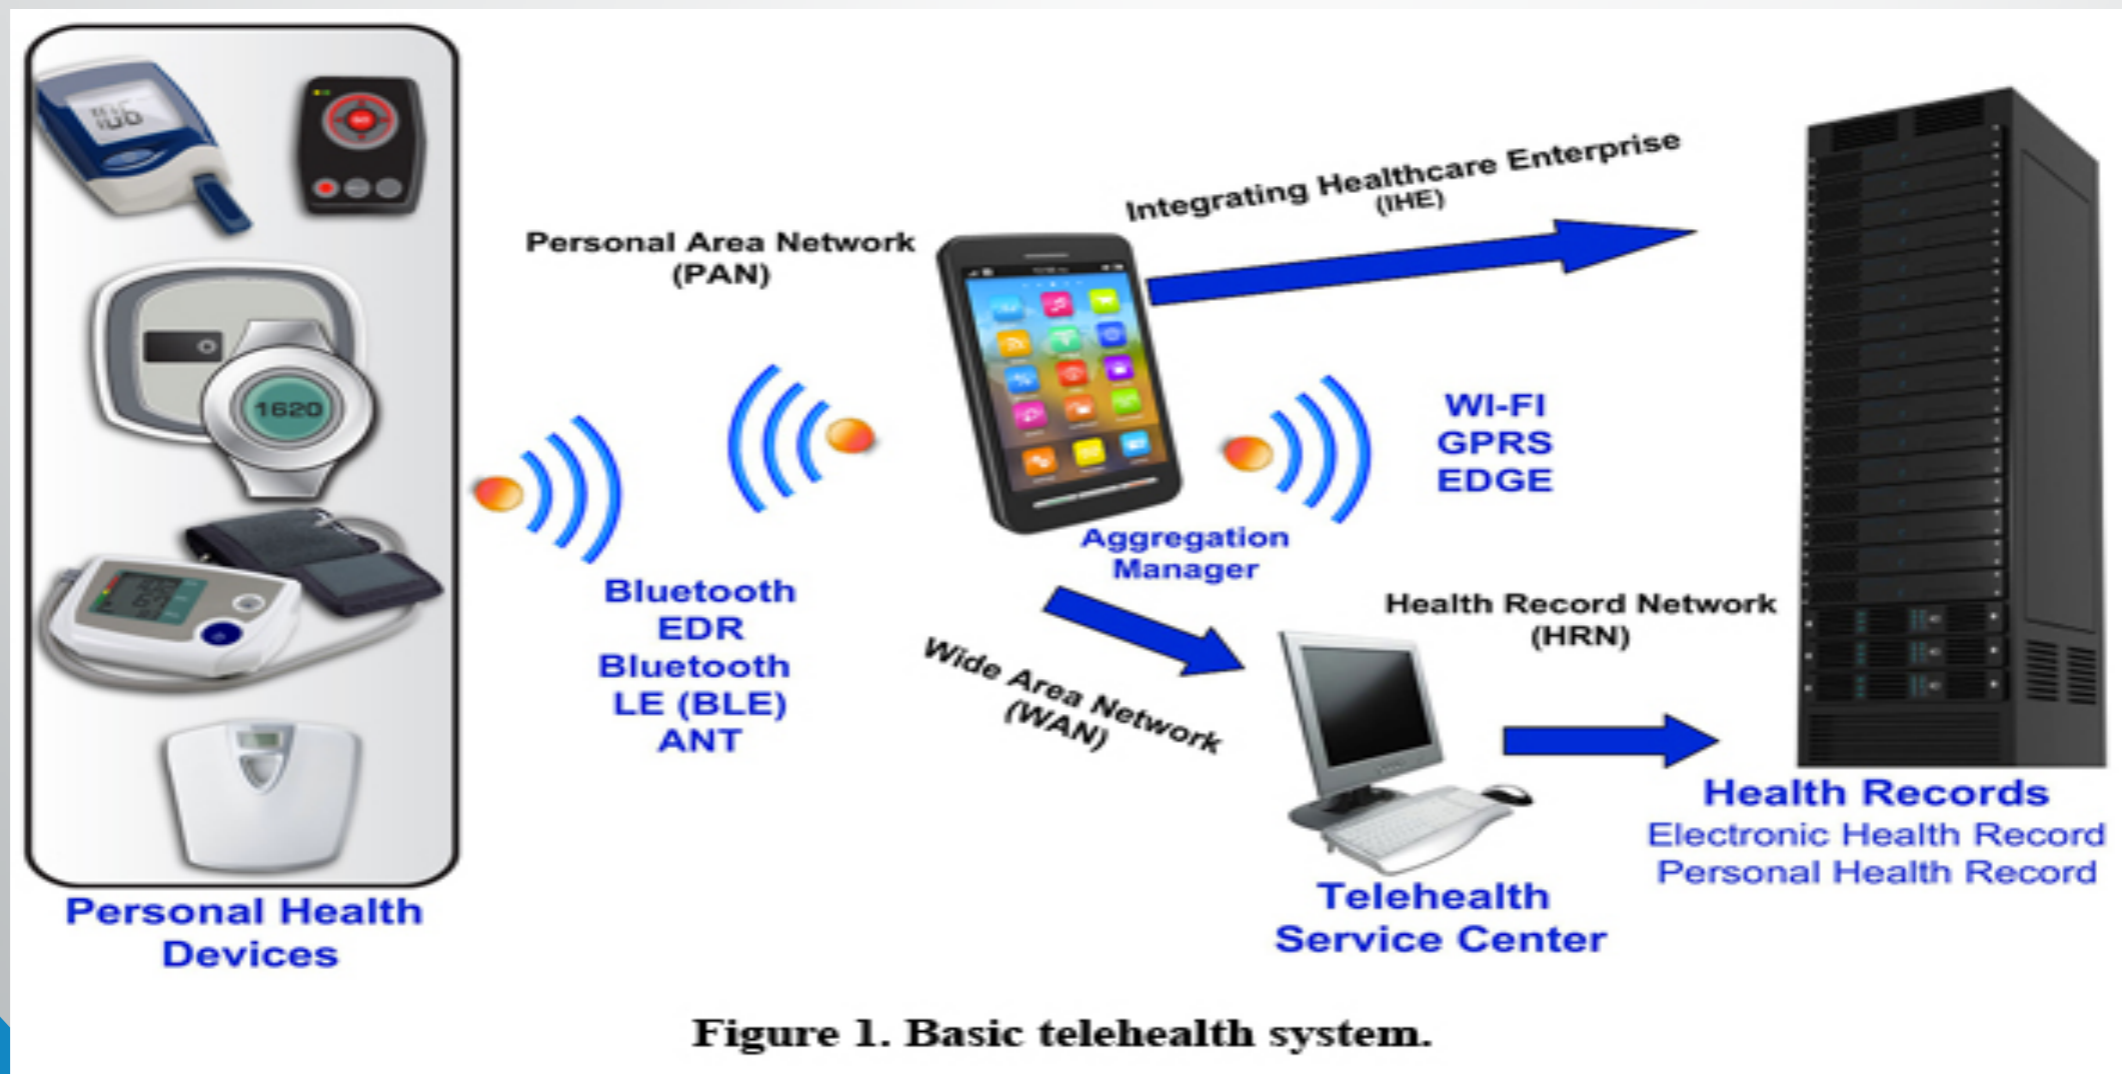 1620
Personal Health
Devices
Personal Area Network
(PAN)
Bluetooth
EDR
Bluetooth
LE (BLE)
ANT
Integrating Healthcare Enterprise
(IHE)
WI-FI
GPRS
EDGE
Aggregation
Manager
Wide Area Network
(WAN)
Health Record Network
(HRN)
Telehealth
Service Center
Health Records
Electronic Health Record
Personal Health Record
Figure 1. Basic telehealth system.